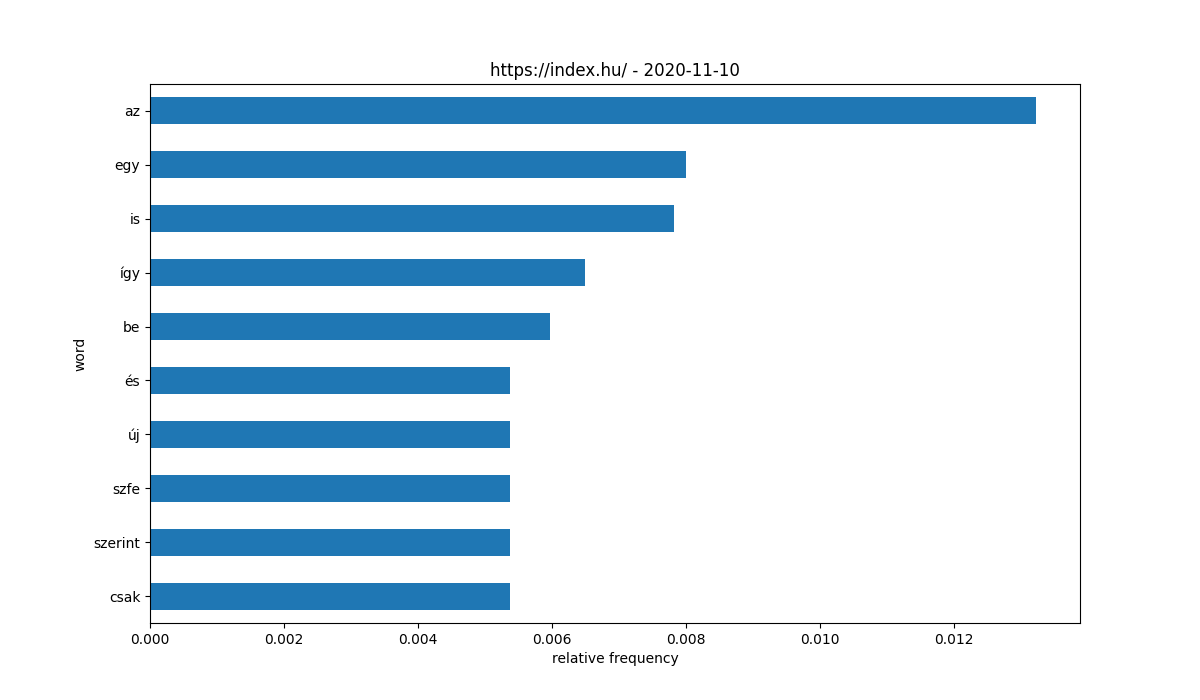 https://index.hu/ - 2020-11-10
az
egy
is
így
be
és
új
szfe
szerint
csak
word
0.000 0.002 0.004 0.006 0.008 0.010 0.012
relative frequency